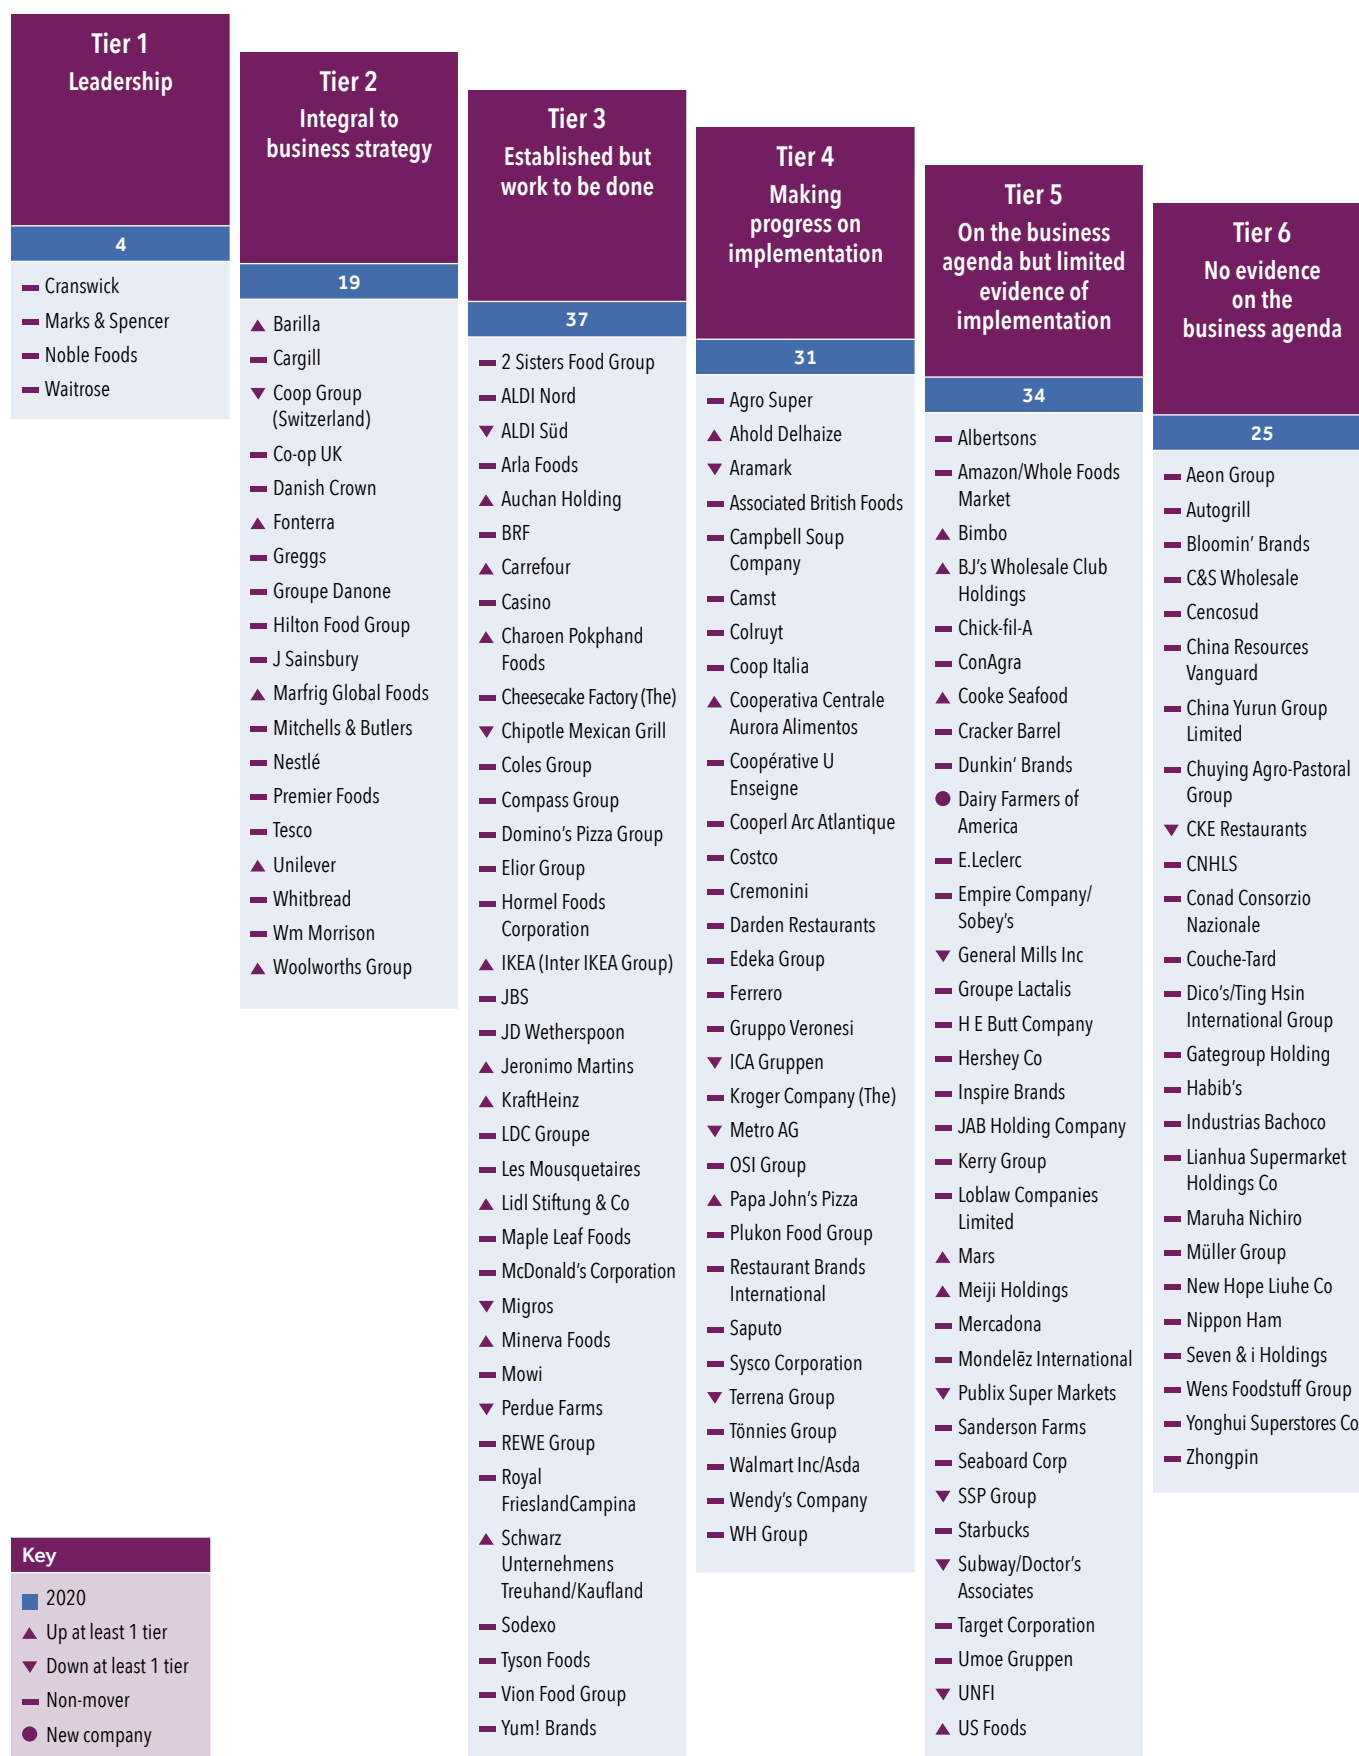 Tier 1
Leadership
4
Cranswick
Marks & Spencer
Noble Foods
Waitrose
Tier 2
Integral to
business strategy
19
Barilla
Cargill
Coop Group
(Switzerland)
Co-op UK
Danish Crown
Fonterra
Greggs
Groupe Danone
Hilton Food Group
J Sainsbury
Marfrig Global Foods
Mitchells & Butlers
Nestlé
Premier Foods
Tesco
Unilever
Whitbread
Wm Morrison
Woolworths Group
Tier 3
Established but
work to be done
37
2 Sisters Food Group
ALDI Nord
ALDI Süd
Arla Foods
Auchan Holding
BRF
Carrefour
Casino
Charoen Pokphand
Foods
Cheesecake Factory (The)
Chipotle Mexican Grill
Coles Group
Compass Group
Domino's Pizza Group
Elior Group
Hormel Foods
Corporation
IKEA (Inter IKEA Group)
JBS
JD Wetherspoon
Jeronimo Martins
KraftHeinz
LDC Groupe
Les Mousquetaires
Lidl Stiftung & Co
Maple Leaf Foods
McDonald's Corporation
Migros
Minerva Foods
Mowi
Perdue Farms
REWE Group
Royal
FrieslandCampina
Schwarz
Unternehmens
Treuhand/Kaufland
Sodexo
Tyson Foods
Vion Food Group
Yum! Brands
Tier 4
Making
progress on
implementation
31
Agro Super
Ahold Delhaize
Aramark
Associated British Foods
Campbell Soup
Company
Camst
Colruyt
Coop Italia
Cooperativa Centrale
Aurora Alimentos
Coopérative U
Enseigne
Cooperl Arc Atlantique
Costco
Cremonini
Darden Restaurants
Edeka Group
Ferrero
Gruppo Veronesi
ICA Gruppen
Kroger Company (The)
Metro AG
OSI Group
Papa John's Pizza
Plukon Food Group
Restaurant Brands
International
Saputo
Sysco Corporation
Terrena Group
Tönnies Group
Walmart Inc/Asda
Wendy's Company
WH Group
Tier 5
On the business
agenda but limited
evidence of
implementation
34
Albertsons
Amazon/Whole Foods
Market
Bimbo
BJ's Wholesale Club
Holdings
Chick-fil-A
ConAgra
Cooke Seafood
Cracker Barrel
Dunkin' Brands
Dairy Farmers of
America
E.Leclerc
Empire Company/
Sobey's
General Mills Inc
Groupe Lactalis
H E Butt Company
Hershey Co
Inspire Brands
JAB Holding Company
Kerry Group
Loblaw Companies
Limited
Mars
Meiji Holdings
Mercadona
Mondelēz International
Publix Super Markets
Sanderson Farms
Seaboard Corp
SSP Group
Starbucks
Subway/Doctor's
Associates
Target Corporation
Umoe Gruppen
UNFI
US Foods
Tier 6
No evidence
on the
business agenda
25
Aeon Group
Autogrill
Bloomin' Brands
C&S Wholesale
Cencosud
China Resources
Vanguard
China Yurun Group
Limited
Chuying Agro-Pastoral
Group
CKE Restaurants
CNHLS
Conad Consorzio
Nazionale
Couche-Tard
Dico's/Ting Hsin
International Group
Gategroup Holding
Habib's
Industrias Bachoco
Lianhua Supermarket
Holdings Co
Maruha Nichiro
Müller Group
New Hope Liuhe Co
Nippon Ham
Seven & i Holdings
Wens Foodstuff Group
Yonghui Superstores Co
Zhongpin
Key
2020
Up at least 1 tier
Down at least 1 tier
Non-mover
New company